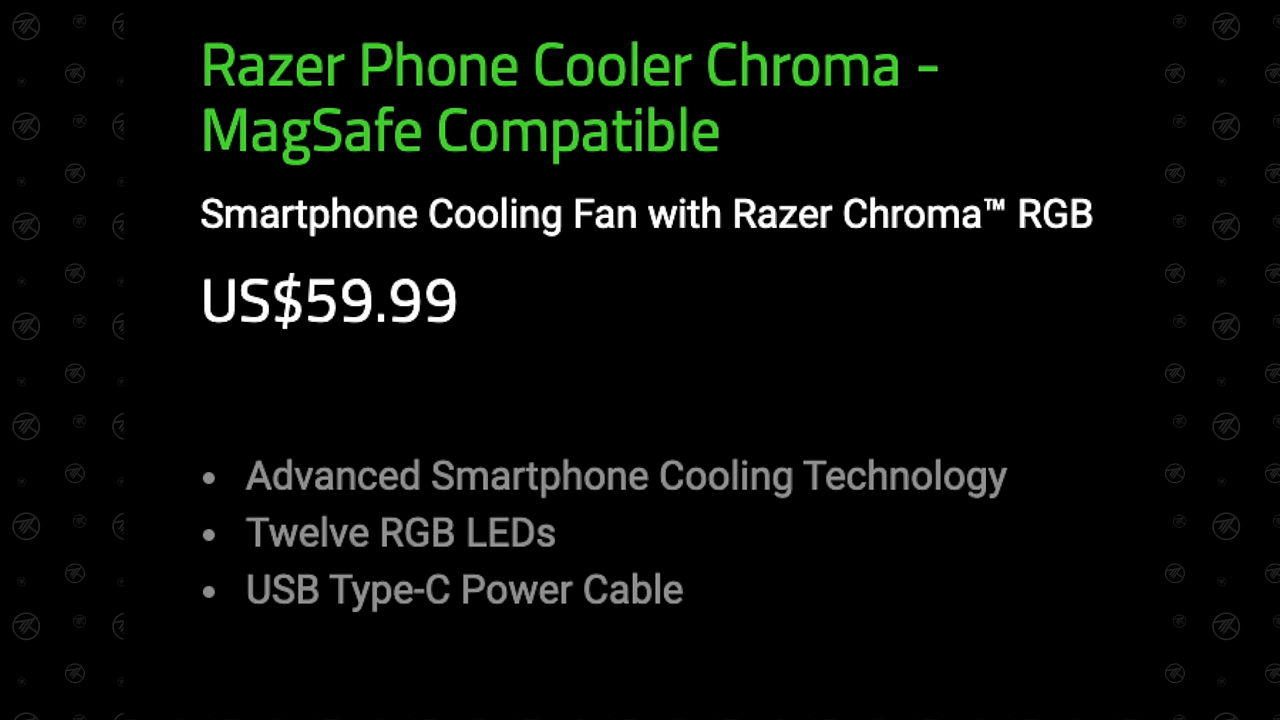 Razer Phone Cooler Chroma -
MagSafe Compatible
Smartphone Cooling Fan with Razer Chroma™ RGB
US$59.99
• Advanced Smartphone Cooling Technology
• Twelve RGB LEDs
• USB Type-C Power Cable